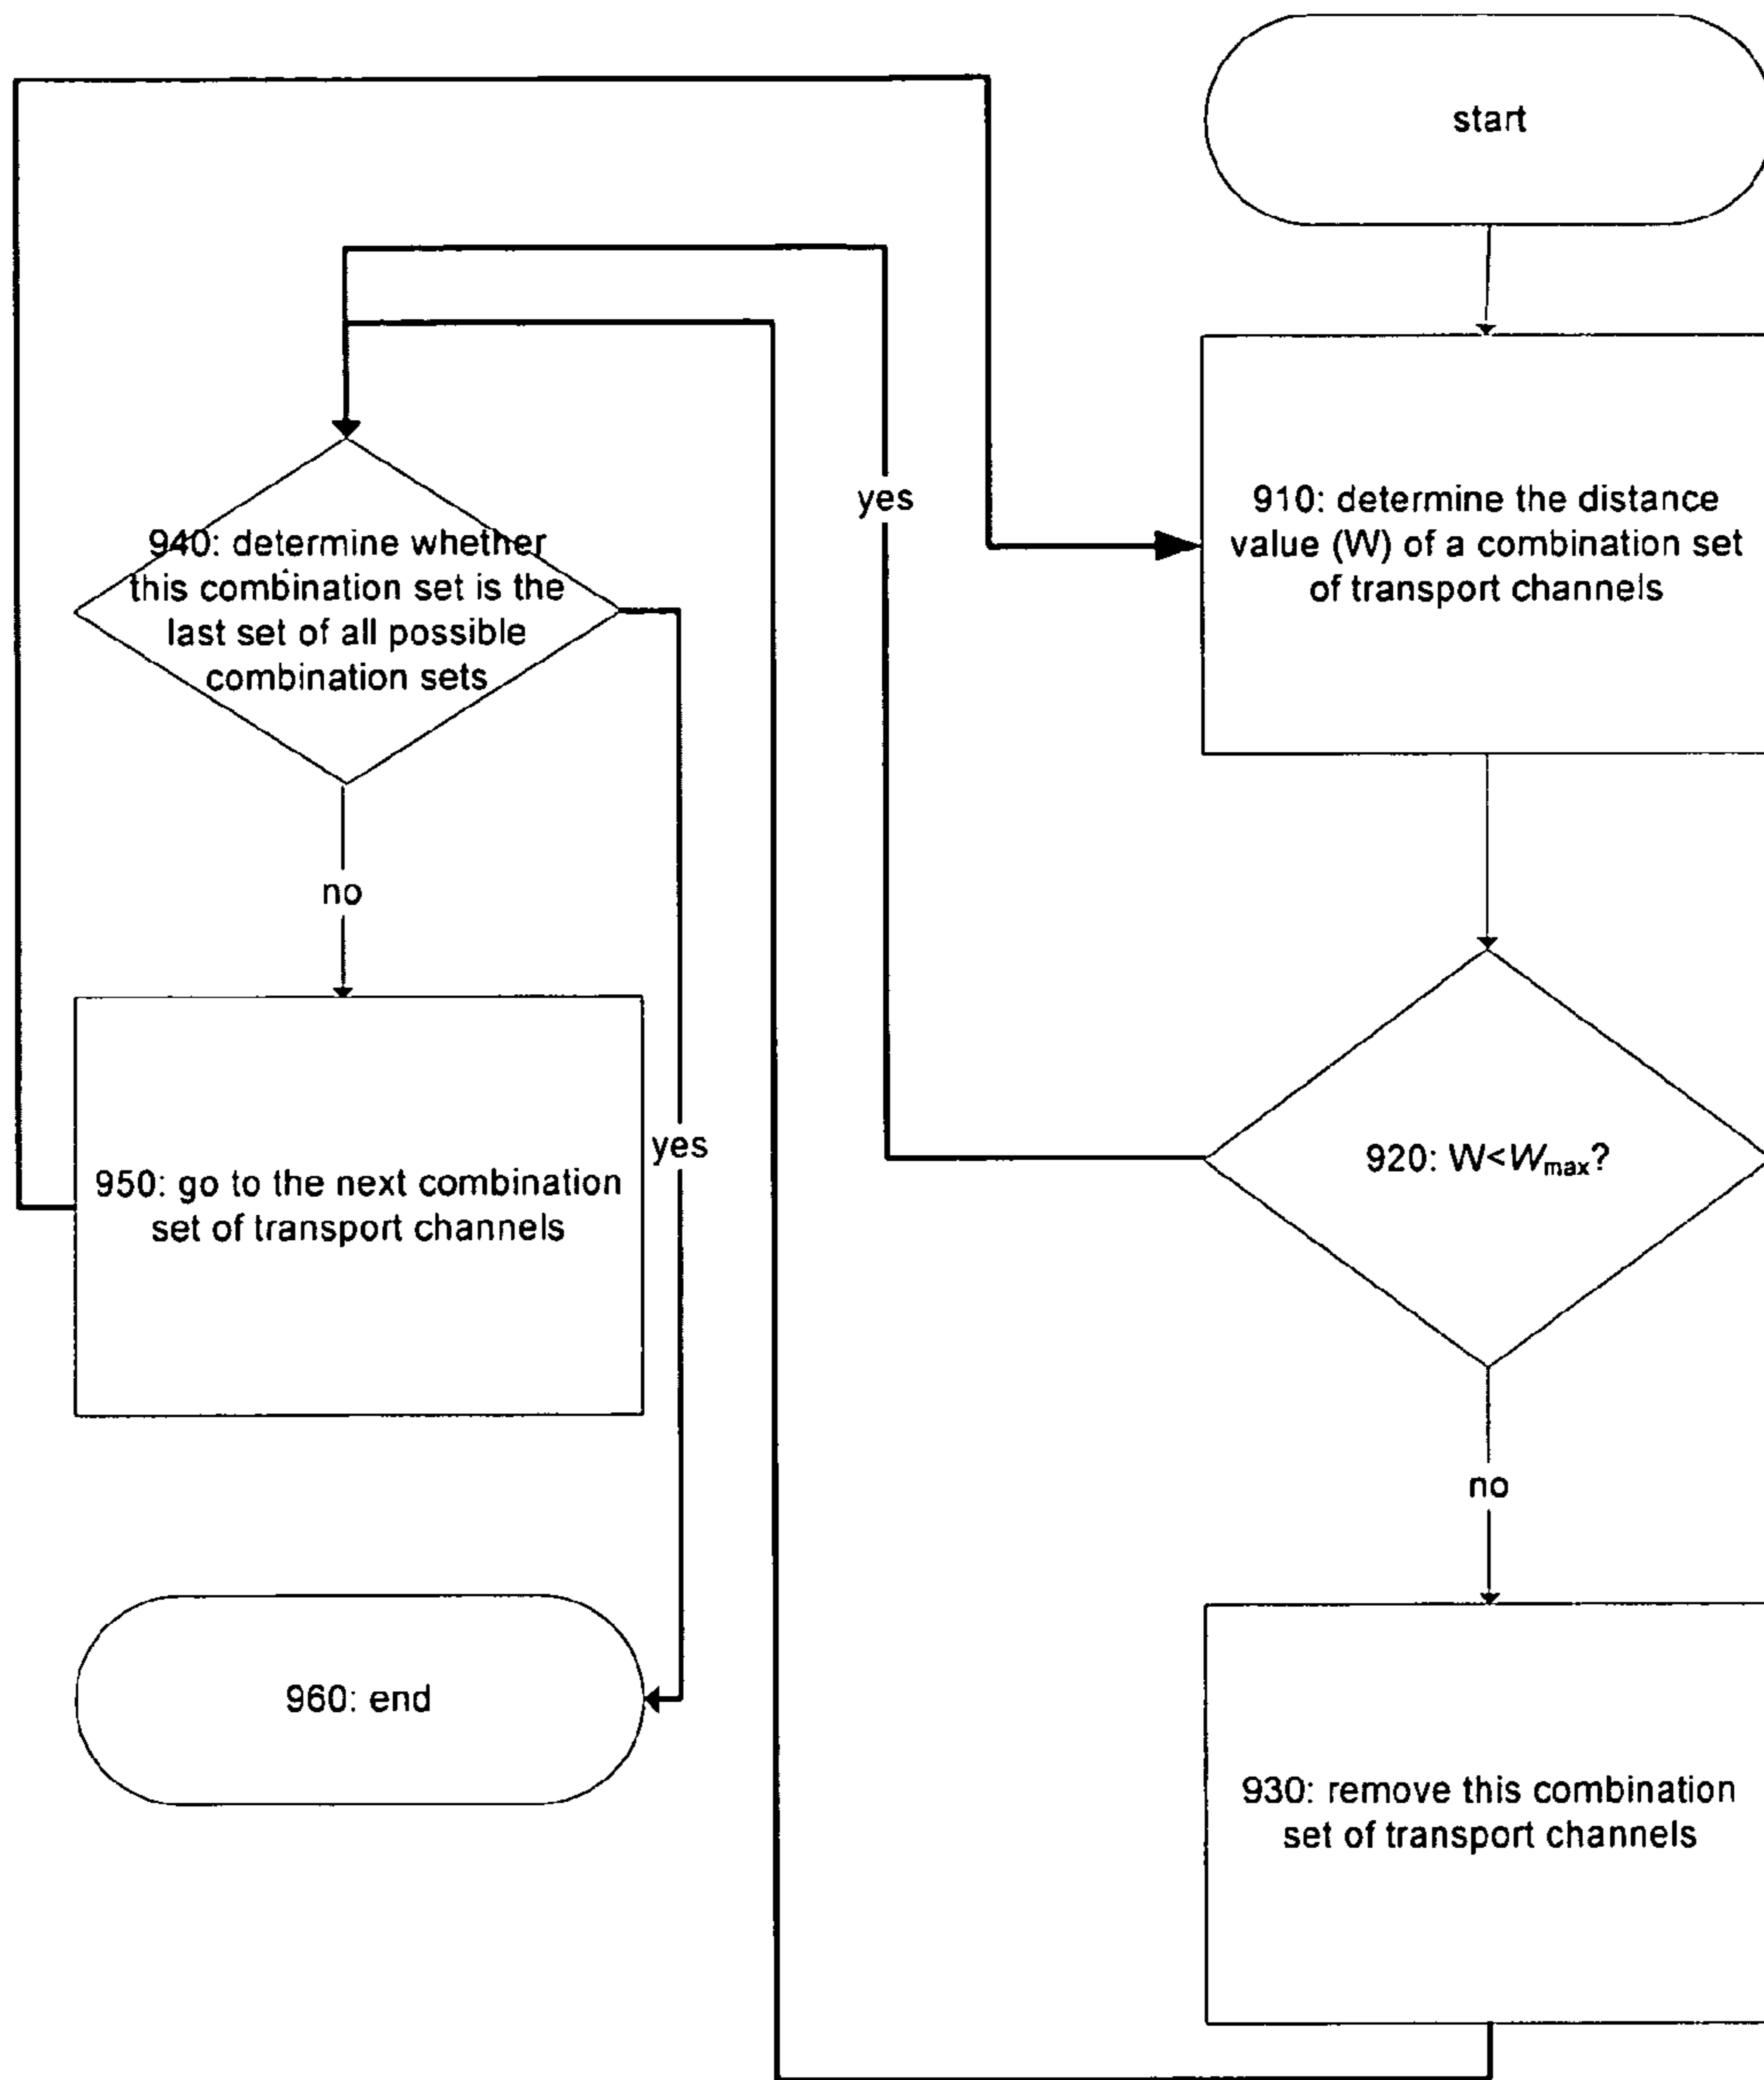 start
910: determine the distance
value (W) of a combination set
of transport channels
920: W<Wmax?
yes
no
930: remove this combination
set of transport channels
940: determine whether
this combination set is the
last set of all possible
combination sets
no
yes
950: go to the next combination
set of transport channels
960: end